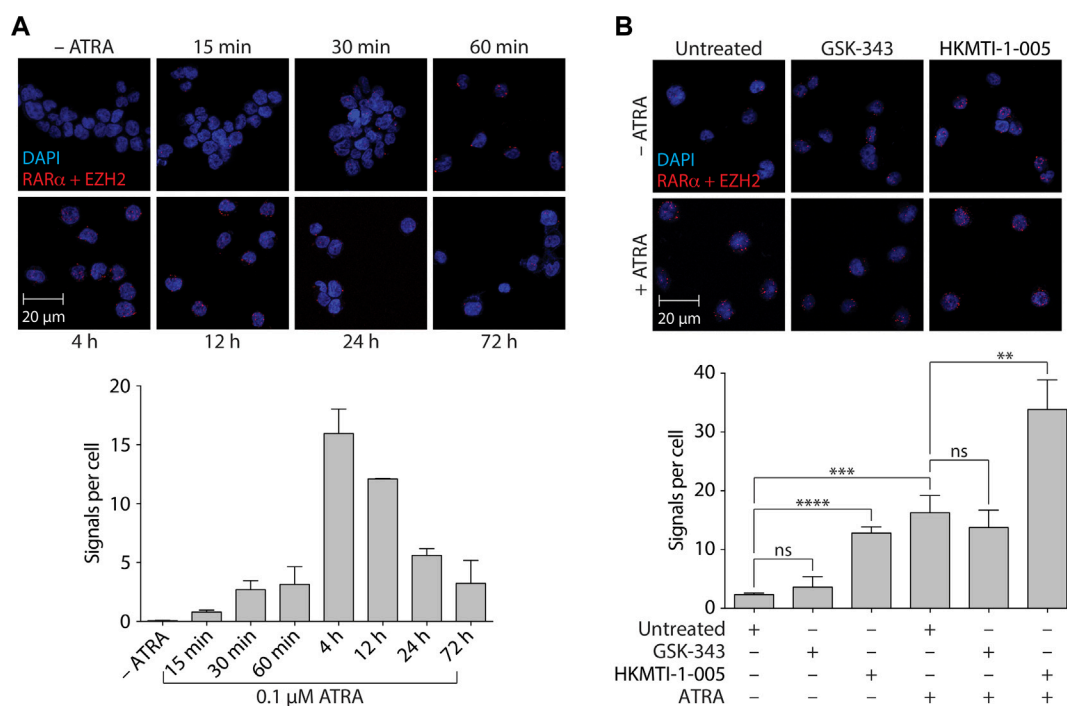 A
– ATRA 15 min 30 min 60 min
DAPI
RARα + EZH2
20 µm
4 h 12 h 24 h 72 h
20
15
10
5
0
Signals per cell
– ATRA 15 min 30 min 60 min 4 h 12 h 24 h 72 h
0.1 µM ATRA
B
Untreated GSK-343 HKMTI-1-005
– ATRA
DAPI
RARα + EZH2
+ ATRA
20 µm
40
30
20
10
0
Signals per cell
**
ns
***
****
ns
Untreated + – – + – –
GSK-343 – + – – + –
HKMTI-1-005 – – + – – +
ATRA – – – + + +